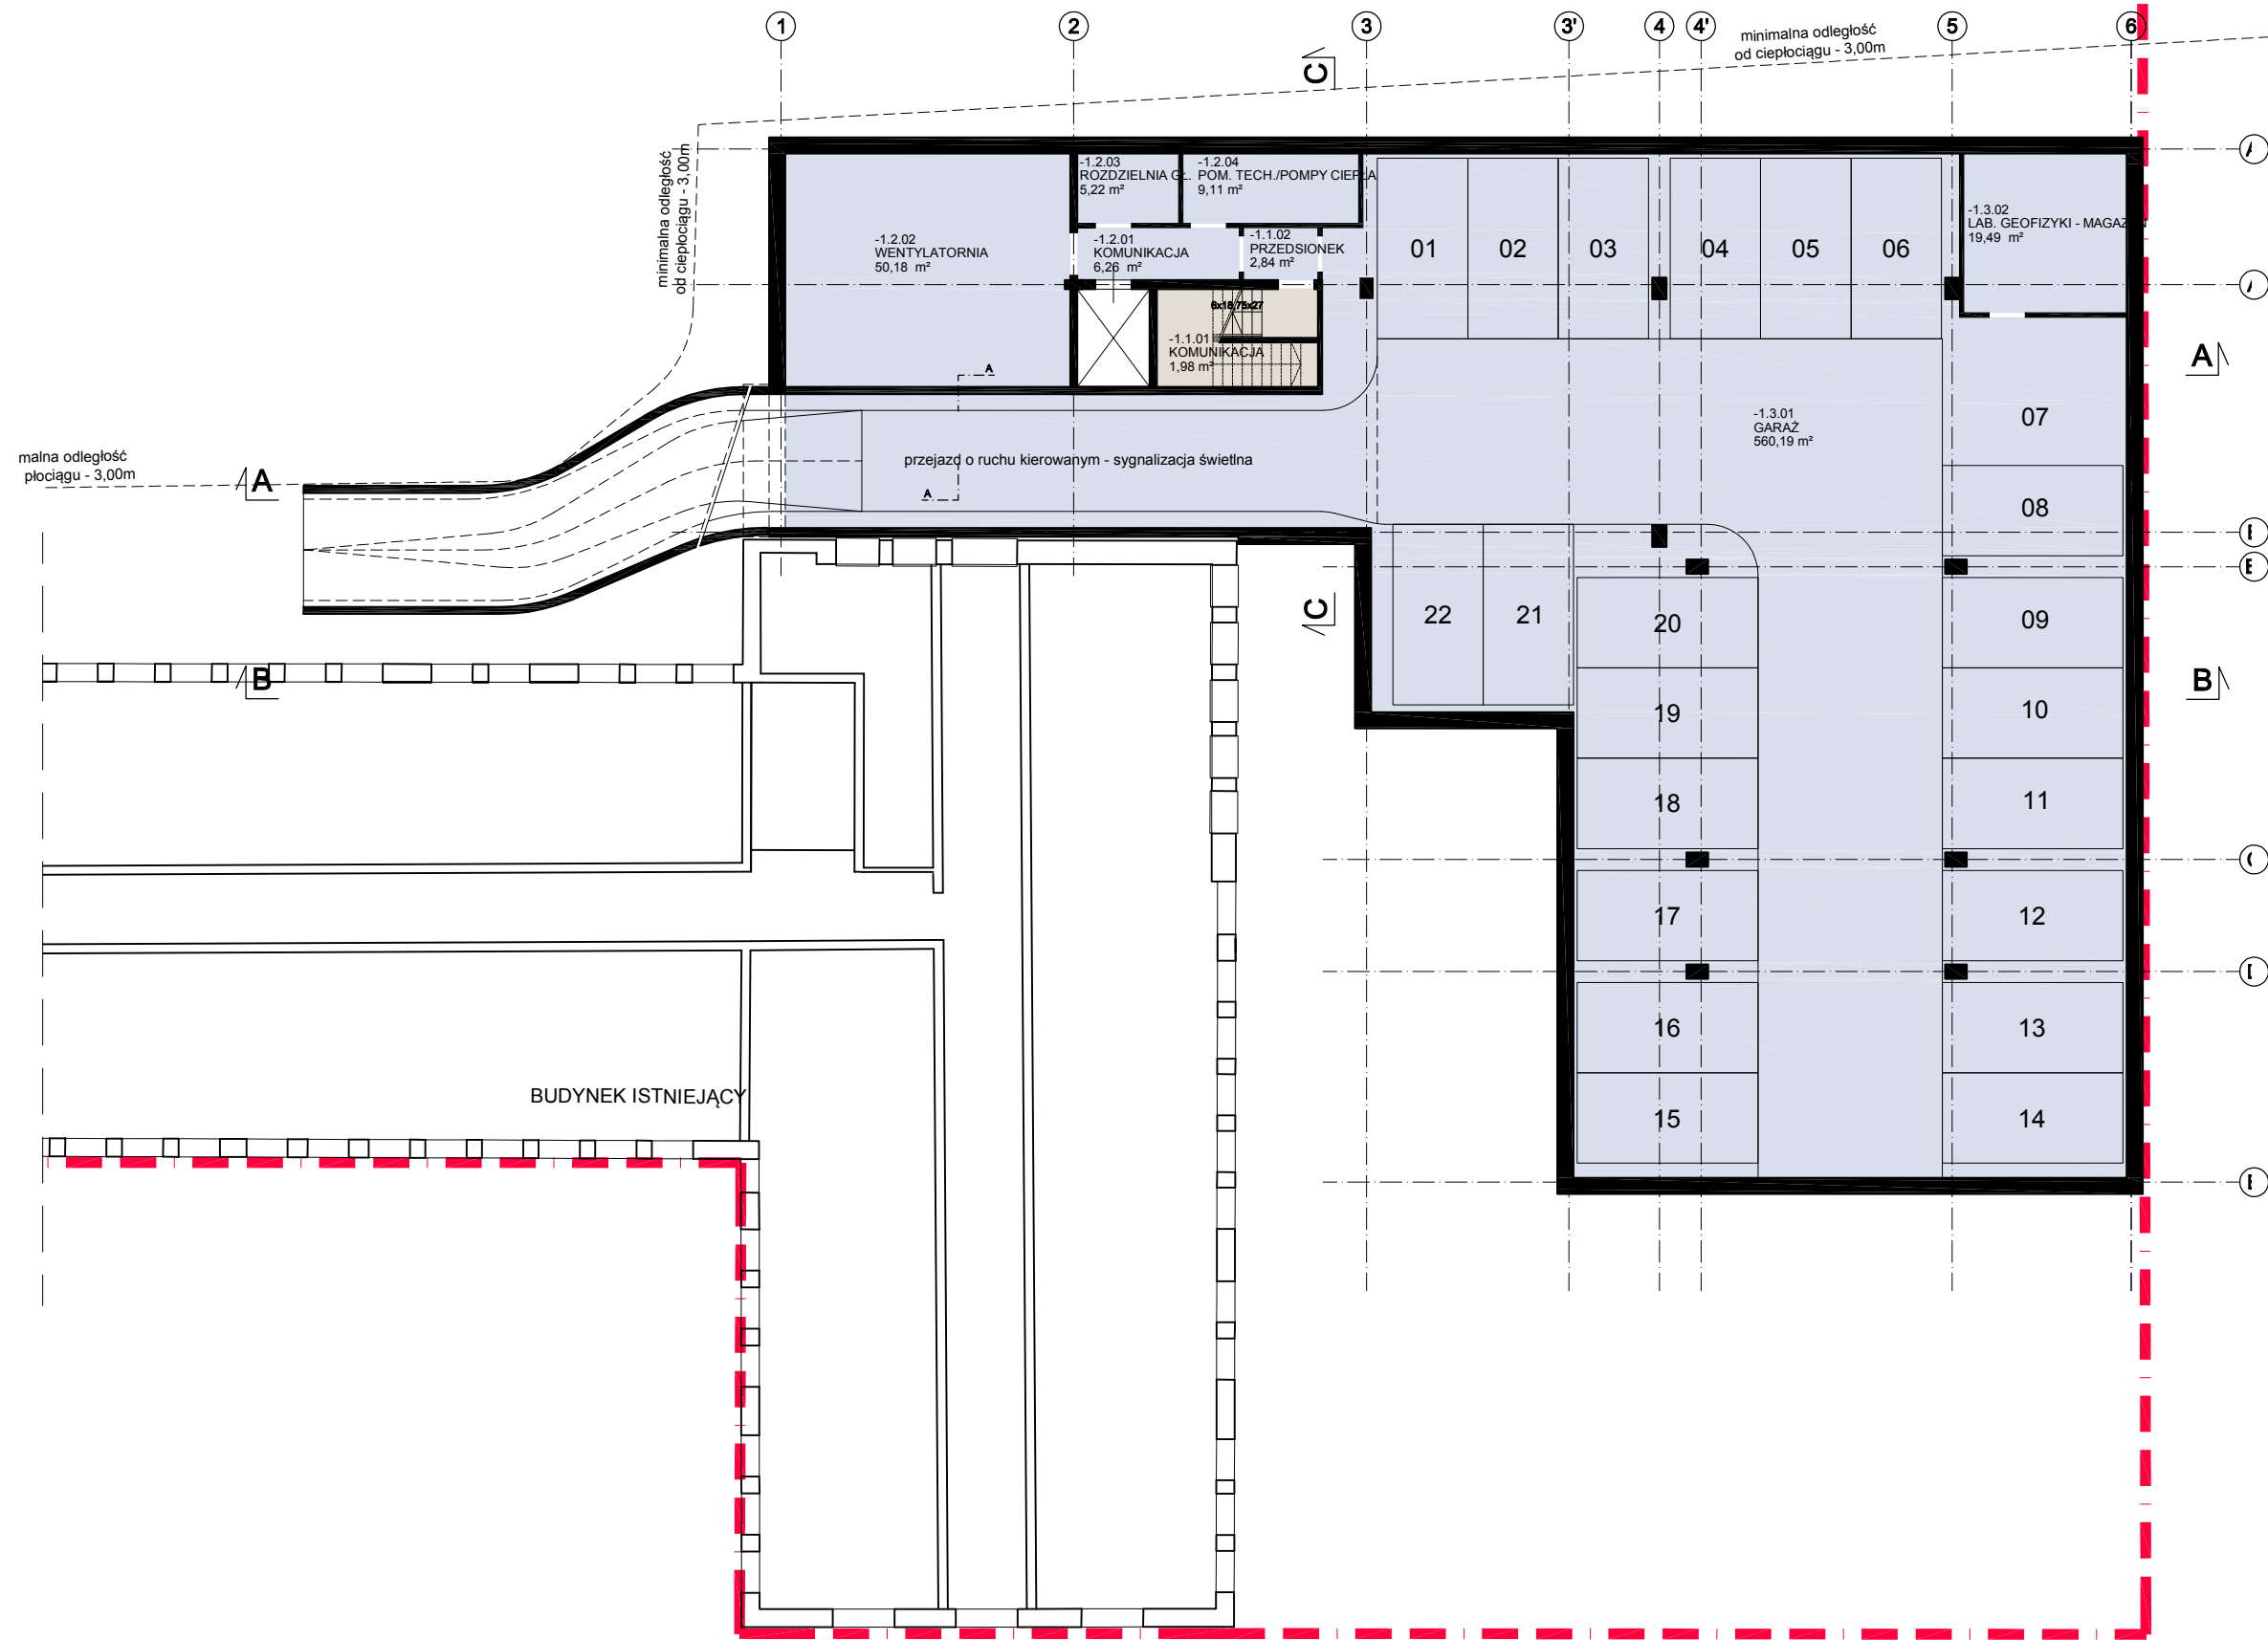 1
2
3
3'
4
4'
5
6
minimalna odległość
od ciepłociągu - 3,00m
C
minimalna odległość
od ciepłociągu - 3,00m
-1.2.03
ROZDZIELNIA GŁ.
5,22 m²
-1.2.04
POM. TECH./POMPY CIEPŁA
9,11 m²
-1.2.02
WENTYLATORNIA
50,18 m²
-1.2.01
KOMUNIKACJA
6,26 m²
-1.1.02
PRZEDSIONEK
2,84 m²
01
02
03
04
05
06
-1.3.02
LAB. GEOFIZYKI - MAGAZYN
19,49 m²
6x18,75x27
-1.1.01
KOMUNIKACJA
1,98 m²
A
A
-1.3.01
GARAŻ
560,19 m²
07
malna odległość
płociągu - 3,00m
A
przejazd o ruchu kierowanym - sygnalizacja świetlna
A
08
C
22
21
20
09
B
19
10
B
18
11
17
12
16
13
BUDYNEK ISTNIEJĄCY
15
14